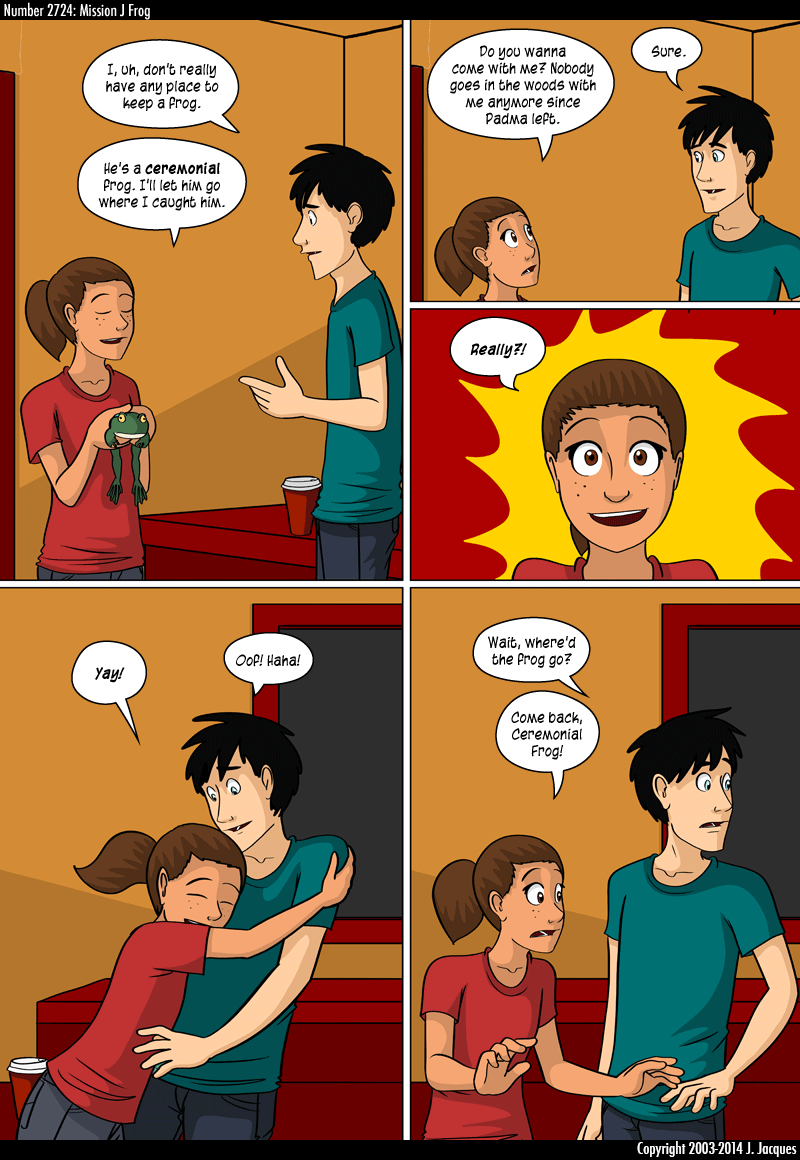 Number 2724: Mission J Frog
I, uh, don't really
have any place to
keep a frog.
He's a ceremonial
frog. I'll let him go
where I caught him.
Do you wanna
come with me? Nobody
goes in the woods with
me anymore since
Padma left.
Sure.
Really?!
Yay!
Oof! Haha!
Wait, where'd
the frog go?
Come back,
Ceremonial
Frog!
Copyright 2003-2014 J. Jacques